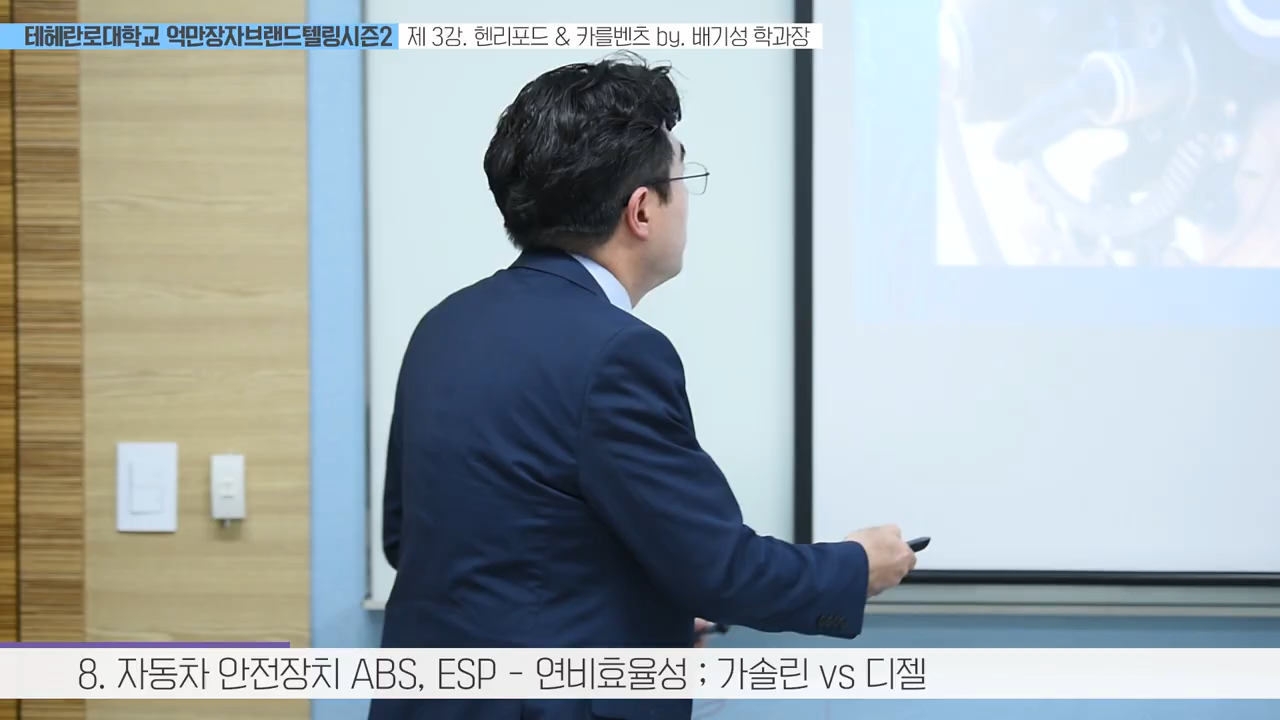 테헤란로대학교 억만장자브랜드텔링시즌2 제 3강. 헨리포드 & 카를벤츠 by. 배기성 학과장
8. 자동차 안전장치 ABS, ESP - 연비효율성 ; 가솔린 vs 디젤